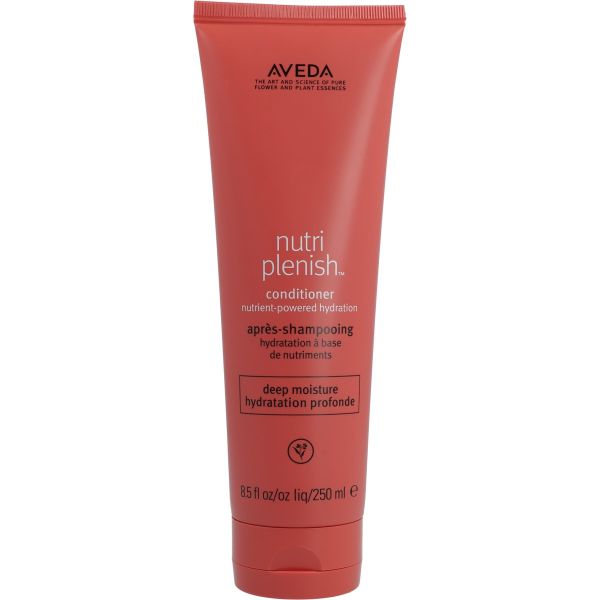 AVEDA
THE ART AND SCIENCE OF PURE
FLOWER AND PLANT ESSENCES
nutri
plenish™
conditioner
nutrient-powered hydration
après-shampooing
hydratation à base
de nutriments
deep moisture
hydratation profonde
8.5 fl oz/oz liq/250 ml ℮